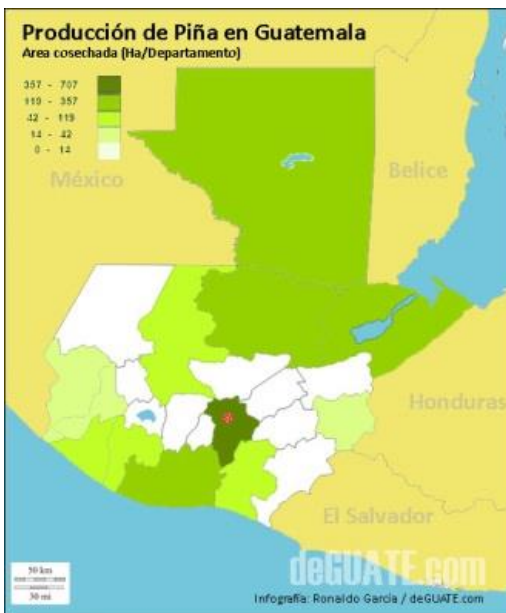 Producción de Piña en Guatemala
Area cosechada (Ha/Departamento)
357 - 707
119 - 357
42 - 119
14 - 42
0 - 14
México
Belice
Honduras
El Salvador
50 km
30 mi
deGUATE.com
Infografía: Ronaldo García / deGUATE.com